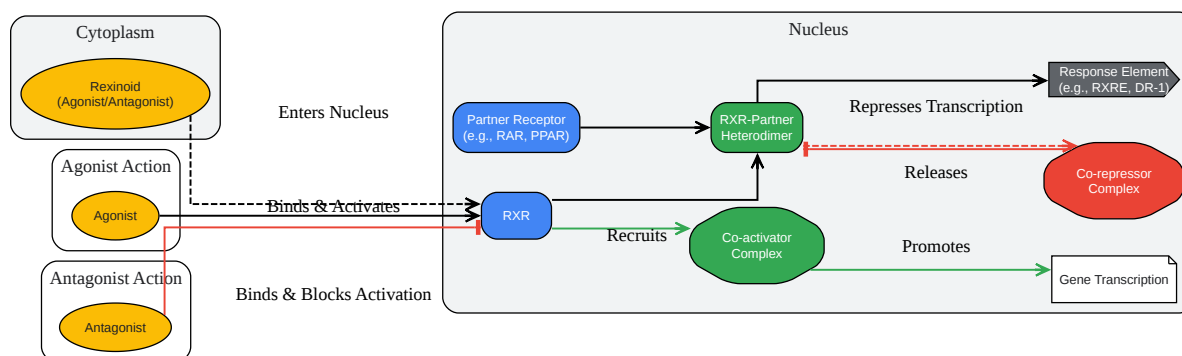 Cytoplasm
Rexinoid
(Agonist/Antagonist)
Enters Nucleus
Agonist Action
Agonist
Binds & Activates
Antagonist Action
Antagonist
Binds & Blocks Activation
Nucleus
Partner Receptor
(e.g., RAR, PPAR)
RXR-Partner
Heterodimer
Response Element
(e.g., RXRE, DR-1)
Represses Transcription
Releases
Co-repressor
Complex
RXR
Recruits
Co-activator
Complex
Promotes
Gene Transcription